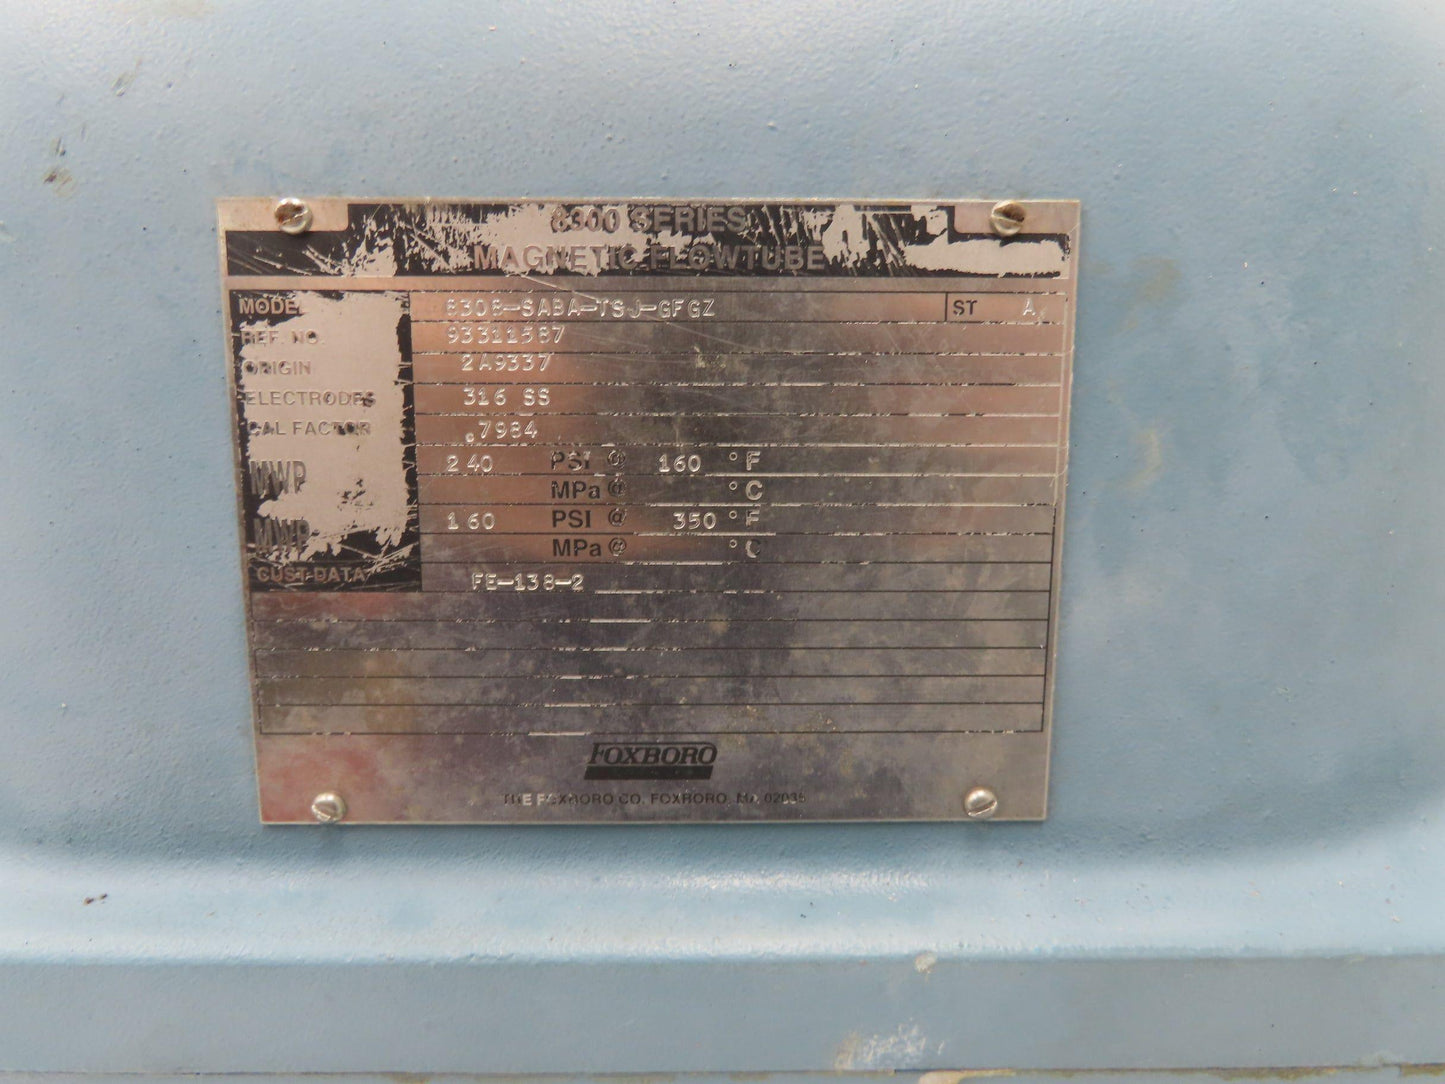 8300 SERIES
MAGNETIC FLOWTUBE
MODEL 8308-SABA-TSJ-GFGZ ST A
REF. NO. 93311587
ORIGIN 2A9337
ELECTRODES 316 SS
CAL FACTOR .7984
MWP 240 PSI @ 160 °F
MPa @ °C
MWP 160 PSI @ 350 °F
MPa @ °C
CUST DATA FE-138-2
FOXBORO
THE FOXBORO CO. FOXBORO, MA 02035